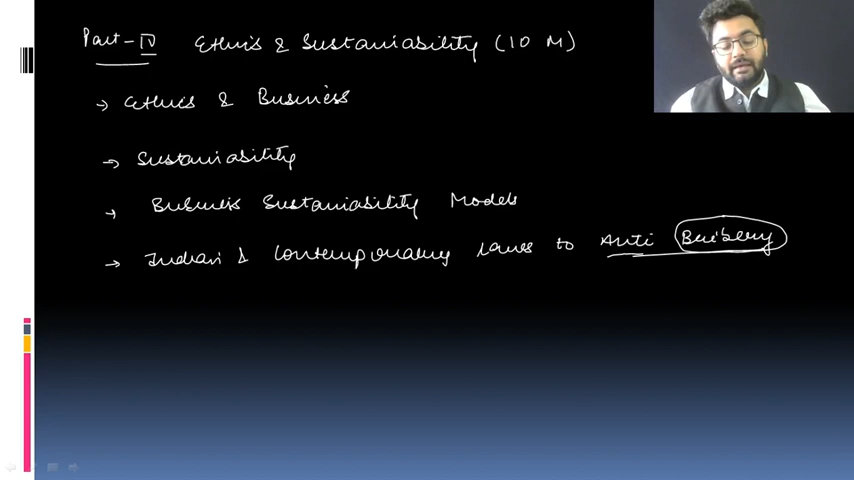 Part-IV Ethics & Sustainability (10 M)
→ Ethics & Business
→ Sustainability
→ Business Sustainability Models
→ Indian & Contemporary Laws to Anti Bribery